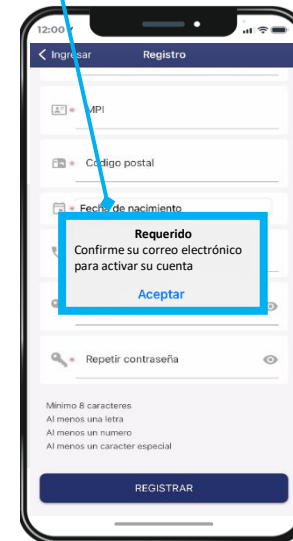 12:00
Ingresar Registro
MPI
Codigo postal
Fecha de nacimiento
Requerido
Confirme su correo electrónico
para activar su cuenta
Aceptar
Repetir contraseña
Mínimo 8 caracteres
Al menos una letra
Al menos un numero
Al menos un caracter especial
REGISTRAR